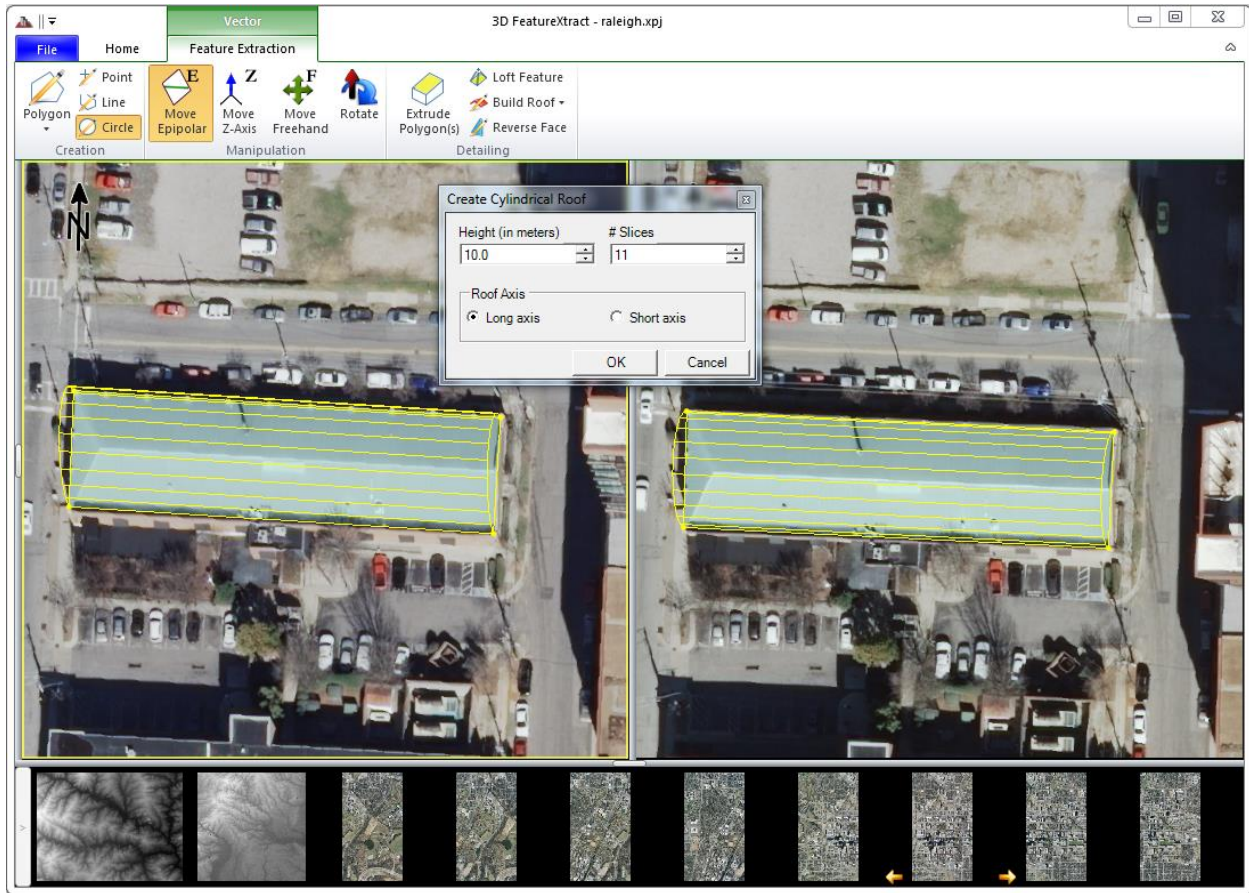 Vector
3D FeatureXtract - raleigh.xpj
File
Home
Feature Extraction
Polygon
Point
Line
Circle
Creation
E
Move Epipolar
Z
Move Z-Axis
F
Move Freehand
Rotate
Manipulation
Extrude Polygon(s)
Loft Feature
Build Roof
Reverse Face
Detailing
N
Create Cylindrical Roof
Height (in meters)
# Slices
10.0
11
Roof Axis
Long axis
Short axis
OK
Cancel